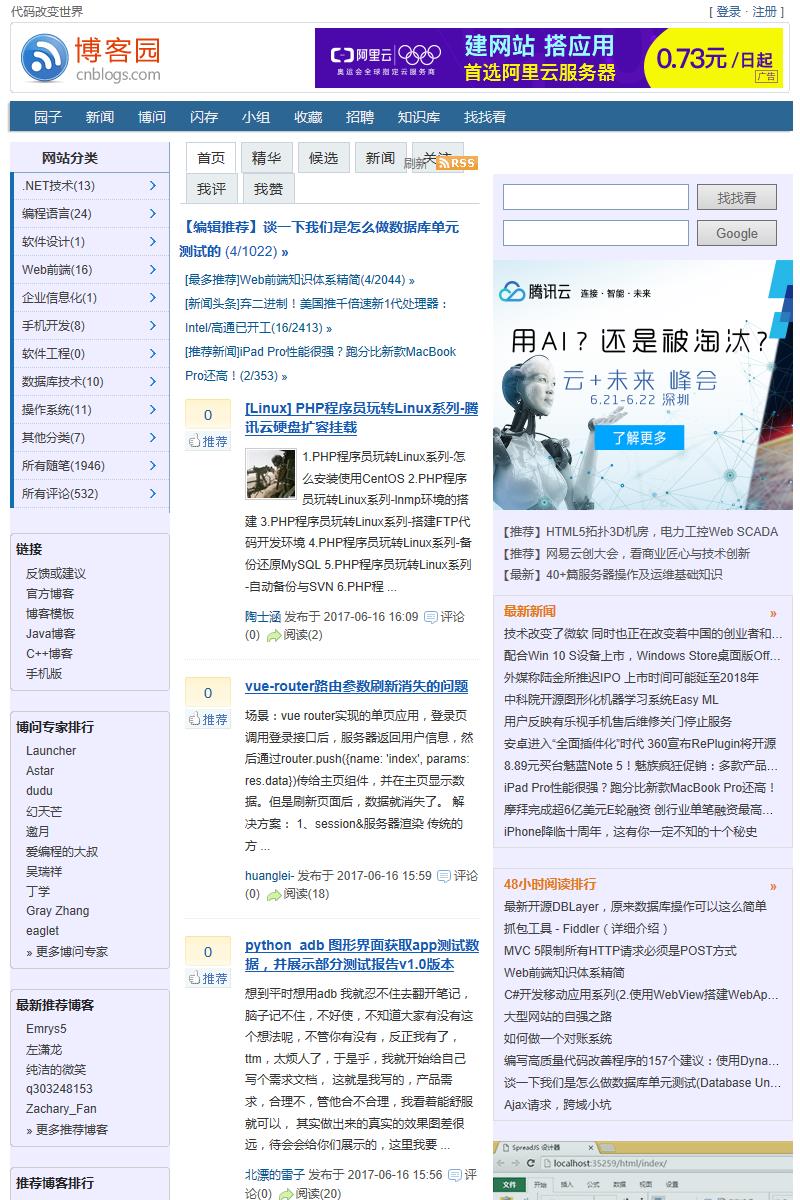 代码改变世界
[ 登录 · 注册 ]
博客园
cnblogs.com
阿里云
奥运会全球指定云服务商
建网站 搭应用
首选阿里云服务器
0.73元 /日起
广告
园子 新闻 博问 闪存 小组 收藏 招聘 知识库 找找看
网站分类
.NET技术(13)
编程语言(24)
软件设计(1)
Web前端(16)
企业信息化(1)
手机开发(8)
软件工程(0)
数据库技术(10)
操作系统(11)
其他分类(7)
所有随笔(1946)
所有评论(532)
链接
反馈或建议
官方博客
博客模板
Java博客
C++博客
手机版
博问专家排行
Launcher
Astar
dudu
幻天芒
邀月
爱编程的大叔
吴瑞祥
丁学
Gray Zhang
eaglet
» 更多博问专家
最新推荐博客
Emrys5
左潇龙
纯洁的微笑
q303248153
Zachary_Fan
» 更多推荐博客
推荐博客排行
首页 精华 候选 新闻 关注
刷新 RSS
我评 我赞
【编辑推荐】谈一下我们是怎么做数据库单元
测试的 (4/1022) »
[最多推荐]Web前端知识体系精简(4/2044) »
[新闻头条]弃二进制！美国推千倍速新1代处理器：
Intel/高通已开工(16/2413) »
[推荐新闻]iPad Pro性能很强？跑分比新款MacBook
Pro还高！(2/353) »
0
推荐
[Linux] PHP程序员玩转Linux系列-腾
讯云硬盘扩容挂载
1.PHP程序员玩转Linux系列-怎
么安装使用CentOS 2.PHP程序
员玩转Linux系列-lnmp环境的搭
建 3.PHP程序员玩转Linux系列-搭建FTP代
码开发环境 4.PHP程序员玩转Linux系列-备
份还原MySQL 5.PHP程序员玩转Linux系列
-自动备份与SVN 6.PHP程 ...
陶士涵 发布于 2017-06-16 16:09 评论
(0) 阅读(2)
0
推荐
vue-router路由参数刷新消失的问题
场景：vue router实现的单页应用，登录页
调用登录接口后，服务器返回用户信息，然
后通过router.push({name: 'index', params:
res.data})传给主页组件，并在主页显示数
据。但是刷新页面后，数据就消失了。 解
决方案： 1、session&服务器渲染 传统的
方 ...
huanglei- 发布于 2017-06-16 15:59 评论
(0) 阅读(18)
0
推荐
python_adb 图形界面获取app测试数
据，并展示部分测试报告v1.0版本
想到平时想用adb 我就忍不住去翻开笔记，
脑子记不住，不好使，不知道大家有没有这
个想法呢，不管你有没有，反正我有了，
ttm，太烦人了，于是乎，我就开始给自己
写个需求文档， 这就是我写的，产品需
求，合理不，管他合不合理，我看着能舒服
就可以， 其实做出来的真实的效果图差很
远，待会会给你们展示的，这里我要 ...
北漂的雷子 发布于 2017-06-16 15:56 评
论(0) 阅读(20)
找找看
Google
腾讯云 连接 · 智能 · 未来
用AI？还是被淘汰？
云+未来 峰会
6.21-6.22 深圳
了解更多
【推荐】HTML5拓扑3D机房，电力工控Web SCADA
【推荐】网易云创大会，看商业匠心与技术创新
【最新】40+篇服务器操作及运维基础知识
最新新闻 »
技术改变了微软 同时也正在改变着中国的创业者和...
配合Win 10 S设备上市，Windows Store桌面版Off...
外媒称陆金所推迟IPO 上市时间可能延至2018年
中科院开源图形化机器学习系统Easy ML
用户反映有乐视手机售后维修关门停止服务
安卓进入“全面插件化”时代 360宣布RePlugin将开源
8.89元买台魅蓝Note 5！魅族疯狂促销：多款产品...
iPad Pro性能很强？跑分比新款MacBook Pro还高！
摩拜完成超6亿美元E轮融资 创行业单笔融资最高...
iPhone降临十周年，这有你一定不知的十个秘史
48小时阅读排行 »
最新开源DBLayer，原来数据库操作可以这么简单
抓包工具 - Fiddler（详细介绍）
MVC 5限制所有HTTP请求必须是POST方式
Web前端知识体系精简
C#开发移动应用系列(2.使用WebView搭建WebAp...
大型网站的自强之路
如何做一个对账系统
编写高质量代码改善程序的157个建议：使用Dyna...
谈一下我们是怎么做数据库单元测试(Database Un...
Ajax请求，跨域小坑
SpreadJS 设计器
localhost:35259/html/index/
文件 开始 插入 公式 数据 视图 设置